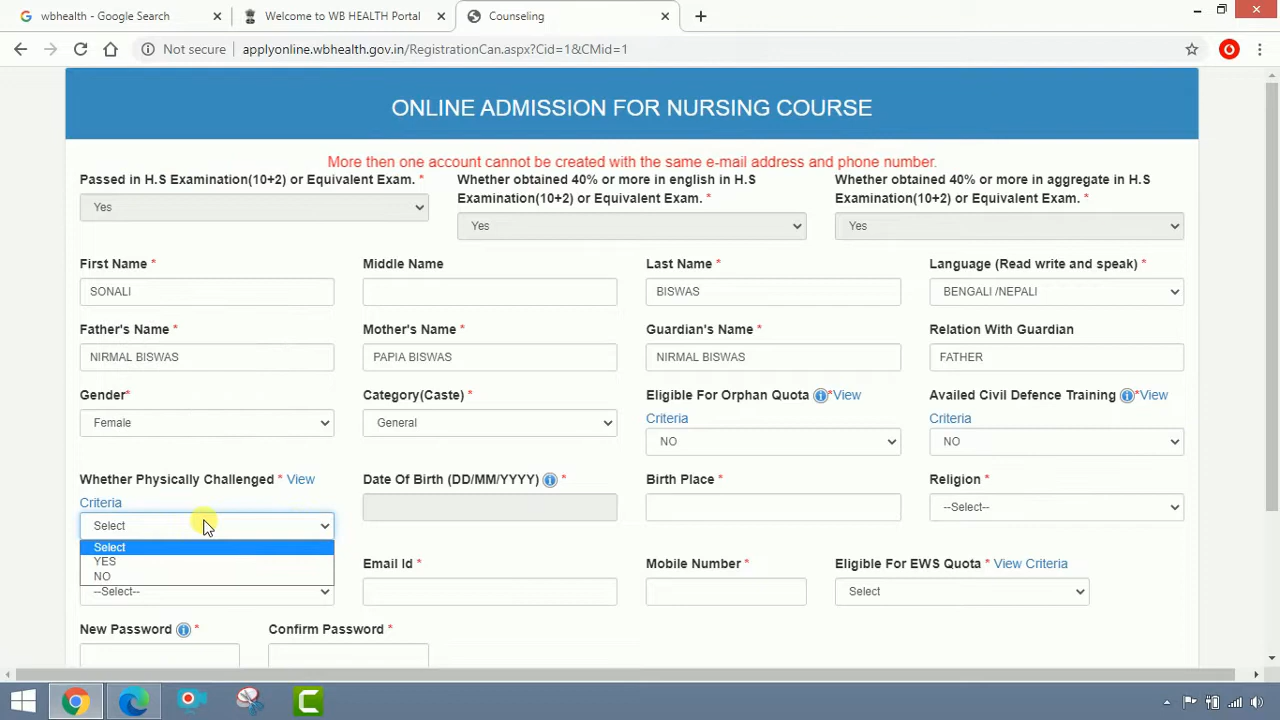 wbhealth - Google Search
Welcome to WB HEALTH Portal
Counseling
Not secure
applyonline.wbhealth.gov.in/RegistrationCan.aspx?Cid=1&CMid=1
ONLINE ADMISSION FOR NURSING COURSE
More then one account cannot be created with the same e-mail address and phone number.
Passed in H.S Examination(10+2) or Equivalent Exam. *
Yes
Whether obtained 40% or more in english in H.S
Examination(10+2) or Equivalent Exam. *
Yes
Whether obtained 40% or more in aggregate in H.S
Examination(10+2) or Equivalent Exam. *
Yes
First Name *
SONALI
Middle Name
Last Name *
BISWAS
Language (Read write and speak) *
BENGALI /NEPALI
Father's Name *
NIRMAL BISWAS
Mother's Name *
PAPIA BISWAS
Guardian's Name *
NIRMAL BISWAS
Relation With Guardian
FATHER
Gender*
Female
Category(Caste) *
General
Eligible For Orphan Quota *View
Criteria
NO
Availed Civil Defence Training *View
Criteria
NO
Whether Physically Challenged * View
Criteria
Select
Select
YES
NO
--Select--
Date Of Birth (DD/MM/YYYY) *
Birth Place *
Religion *
--Select--
Email Id *
Mobile Number *
Eligible For EWS Quota * View Criteria
Select
New Password *
Confirm Password *